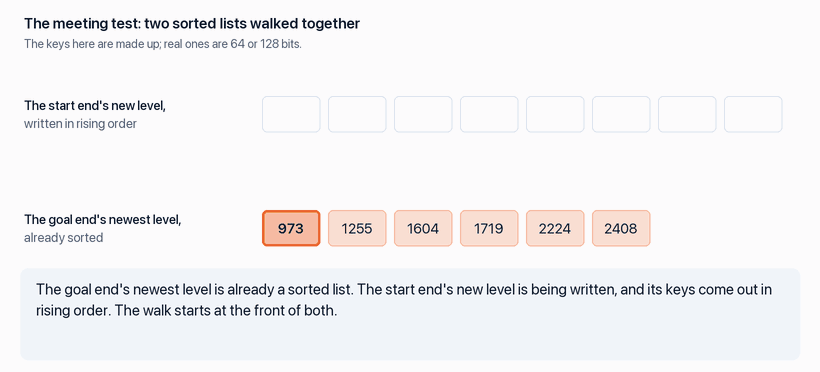 The meeting test: two sorted lists walked together
The keys here are made up; real ones are 64 or 128 bits.
The start end's new level,
written in rising order
The goal end's newest level,
already sorted
973 1255 1604 1719 2224 2408
The goal end's newest level is already a sorted list. The start end's new level is being written, and its keys come out in
rising order. The walk starts at the front of both.